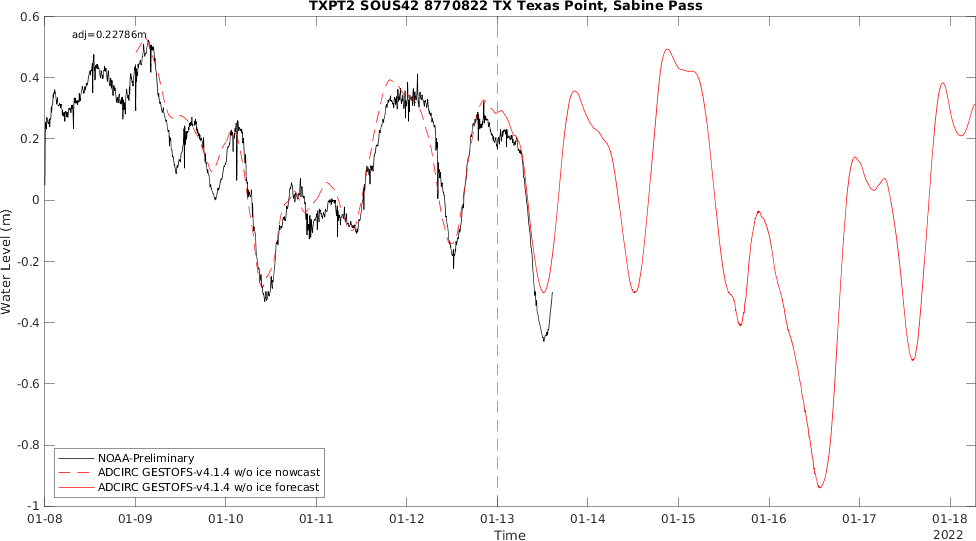 TXPT2 SOUS42 8770822 TX Texas Point, Sabine Pass
adj=0.22786m
0.6
0.4
0.2
0
-0.2
-0.4
-0.6
-0.8
-1
Water Level (m)
NOAA-Preliminary
ADCIRC GESTOFS-v4.1.4 w/o ice nowcast
ADCIRC GESTOFS-v4.1.4 w/o ice forecast
01-08 01-09 01-10 01-11 01-12 01-13 01-14 01-15 01-16 01-17 01-18
Time
2022